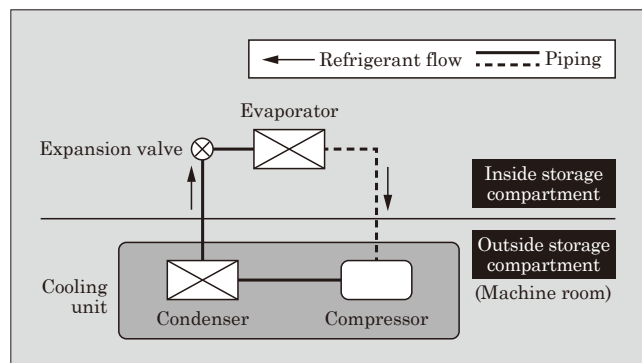 Refrigerant flow
Piping
Evaporator
Expansion valve
Inside storage
compartment
Outside storage
compartment
(Machine room)
Cooling
unit
Condenser
Compressor